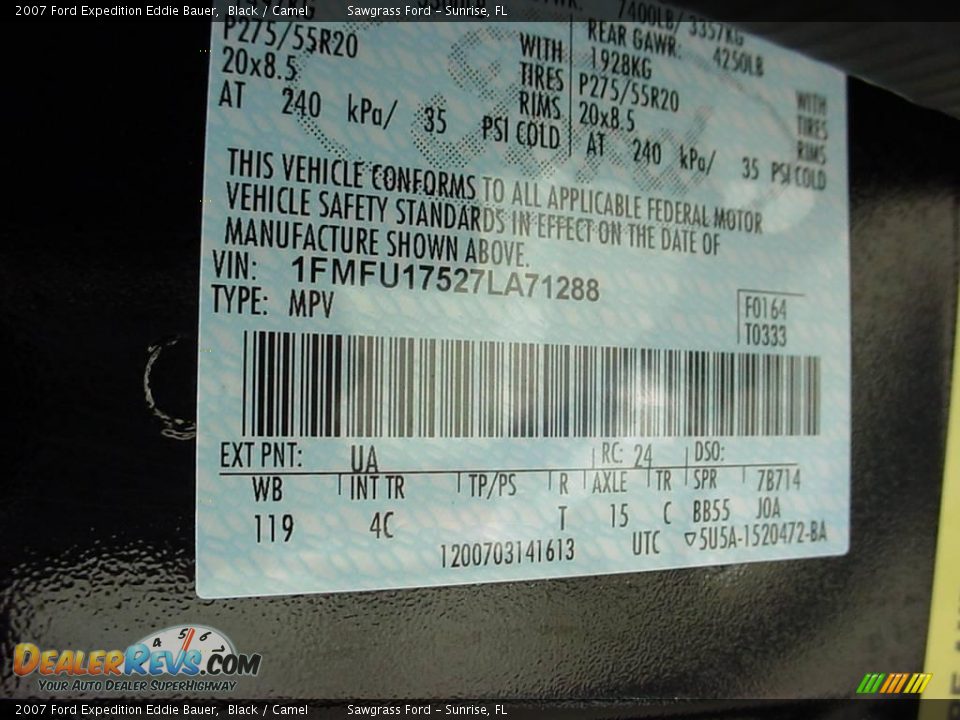 2007 Ford Expedition Eddie Bauer, Black / Camel Sawgrass Ford - Sunrise, FL
7400LB/ 3357KG
P275/55R20 WITH REAR GAWR: 4250LB
20x8.5 TIRES 1928KG WITH
RIMS P275/55R20 TIRES
AT 240 kPa/ 35 PSI COLD 20x8.5 RIMS
AT 240 kPa/ 35 PSI COLD
THIS VEHICLE CONFORMS TO ALL APPLICABLE FEDERAL MOTOR
VEHICLE SAFETY STANDARDS IN EFFECT ON THE DATE OF
MANUFACTURE SHOWN ABOVE.
VIN: 1FMFU17527LA71288
TYPE: MPV
F0164
T0333
EXT PNT: UA RC: 24 DSO:
WB INT TR TP/PS R AXLE TR SPR 7B714
119 4C T 15 C BB55 JOA
1200703141613 UTC ▽5U5A-1520472-BA
DEALERREVS.COM
YOUR AUTO DEALER SUPERHIGHWAY
2007 Ford Expedition Eddie Bauer, Black / Camel Sawgrass Ford - Sunrise, FL